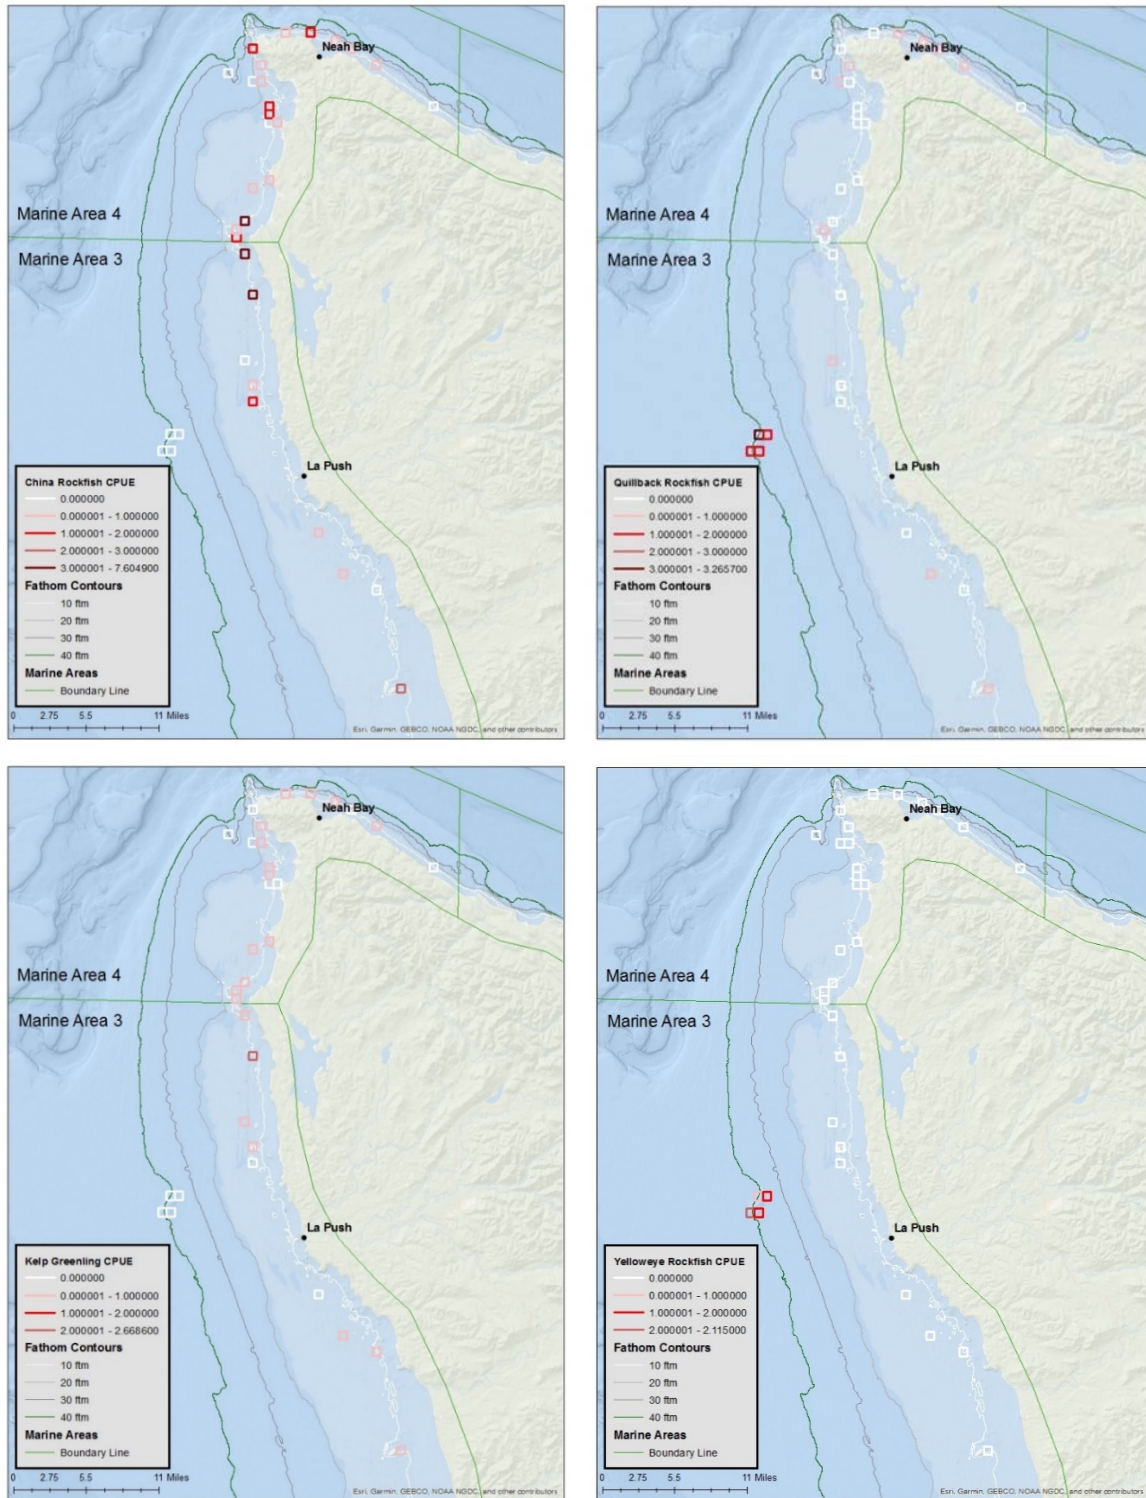 Neah Bay
Marine Area 4
Marine Area 3
La Push
China Rockfish CPUE
0.000000
0.000001 - 1.000000
1.000001 - 2.000000
2.000001 - 3.000000
3.000001 - 7.604900
Fathom Contours
10 ftm
20 ftm
30 ftm
40 ftm
Marine Areas
Boundary Line
0 2.75 5.5 11 Miles
Esri, Garmin, GEBCO, NOAA NGDC, and other contributors
Neah Bay
Marine Area 4
Marine Area 3
La Push
Quillback Rockfish CPUE
0.000000
0.000001 - 1.000000
1.000001 - 2.000000
2.000001 - 3.000000
3.000001 - 3.265700
Fathom Contours
10 ftm
20 ftm
30 ftm
40 ftm
Marine Areas
Boundary Line
0 2.75 5.5 11 Miles
Esri, Garmin, GEBCO, NOAA NGDC, and other contributors
Neah Bay
Marine Area 4
Marine Area 3
La Push
Kelp Greenling CPUE
0.000000
0.000001 - 1.000000
1.000001 - 2.000000
2.000001 - 2.668600
Fathom Contours
10 ftm
20 ftm
30 ftm
40 ftm
Marine Areas
Boundary Line
0 2.75 5.5 11 Miles
Esri, Garmin, GEBCO, NOAA NGDC, and other contributors
Neah Bay
Marine Area 4
Marine Area 3
La Push
Yelloweye Rockfish CPUE
0.000000
0.000001 - 1.000000
1.000001 - 2.000000
2.000001 - 2.115000
Fathom Contours
10 ftm
20 ftm
30 ftm
40 ftm
Marine Areas
Boundary Line
0 2.75 5.5 11 Miles
Esri, Garmin, GEBCO, NOAA NGDC, and other contributors